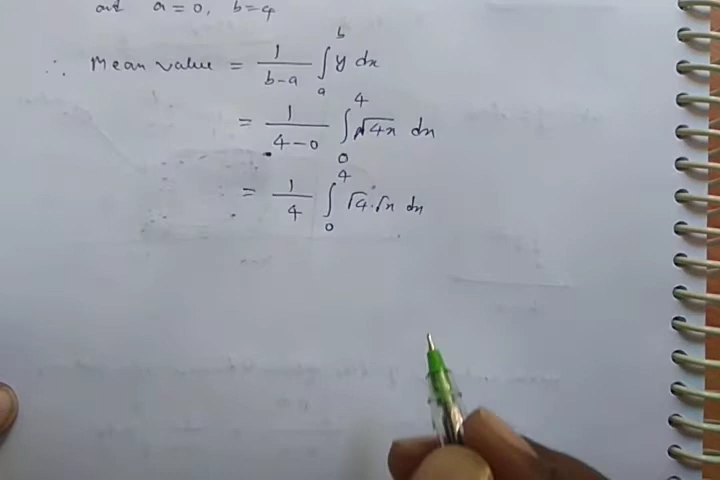 and a = 0, b = 4
∴ Mean value = 1/(b-a) ∫_a^b y dx
= 1/(4-0) ∫_0^4 √4x dx
= 1/4 ∫_0^4 √4·√x dx